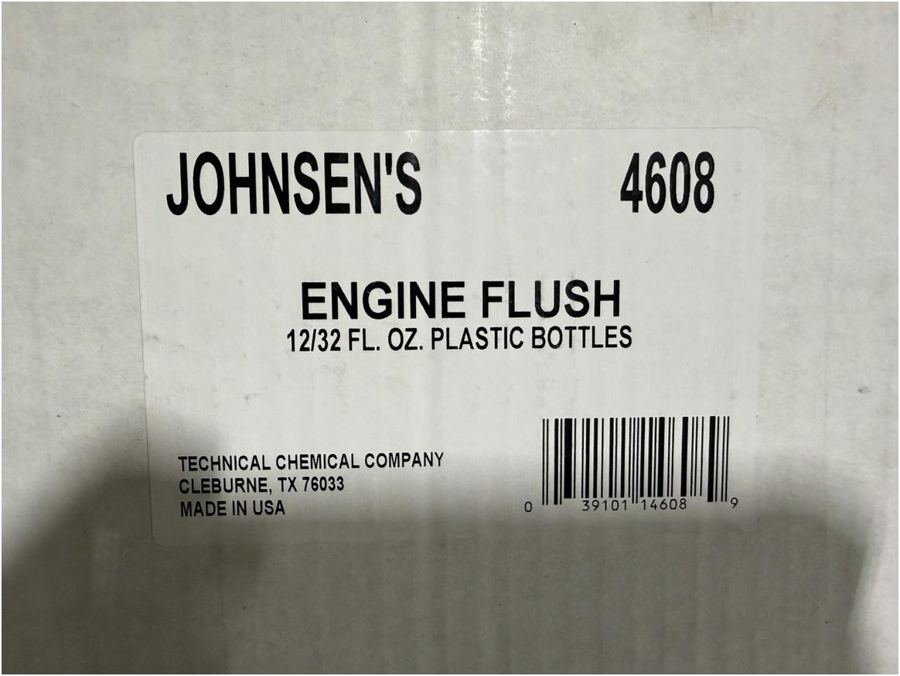 JOHNSEN'S 4608
ENGINE FLUSH
12/32 FL. OZ. PLASTIC BOTTLES
TECHNICAL CHEMICAL COMPANY
CLEBURNE, TX 76033
MADE IN USA
0 39101 14608 9